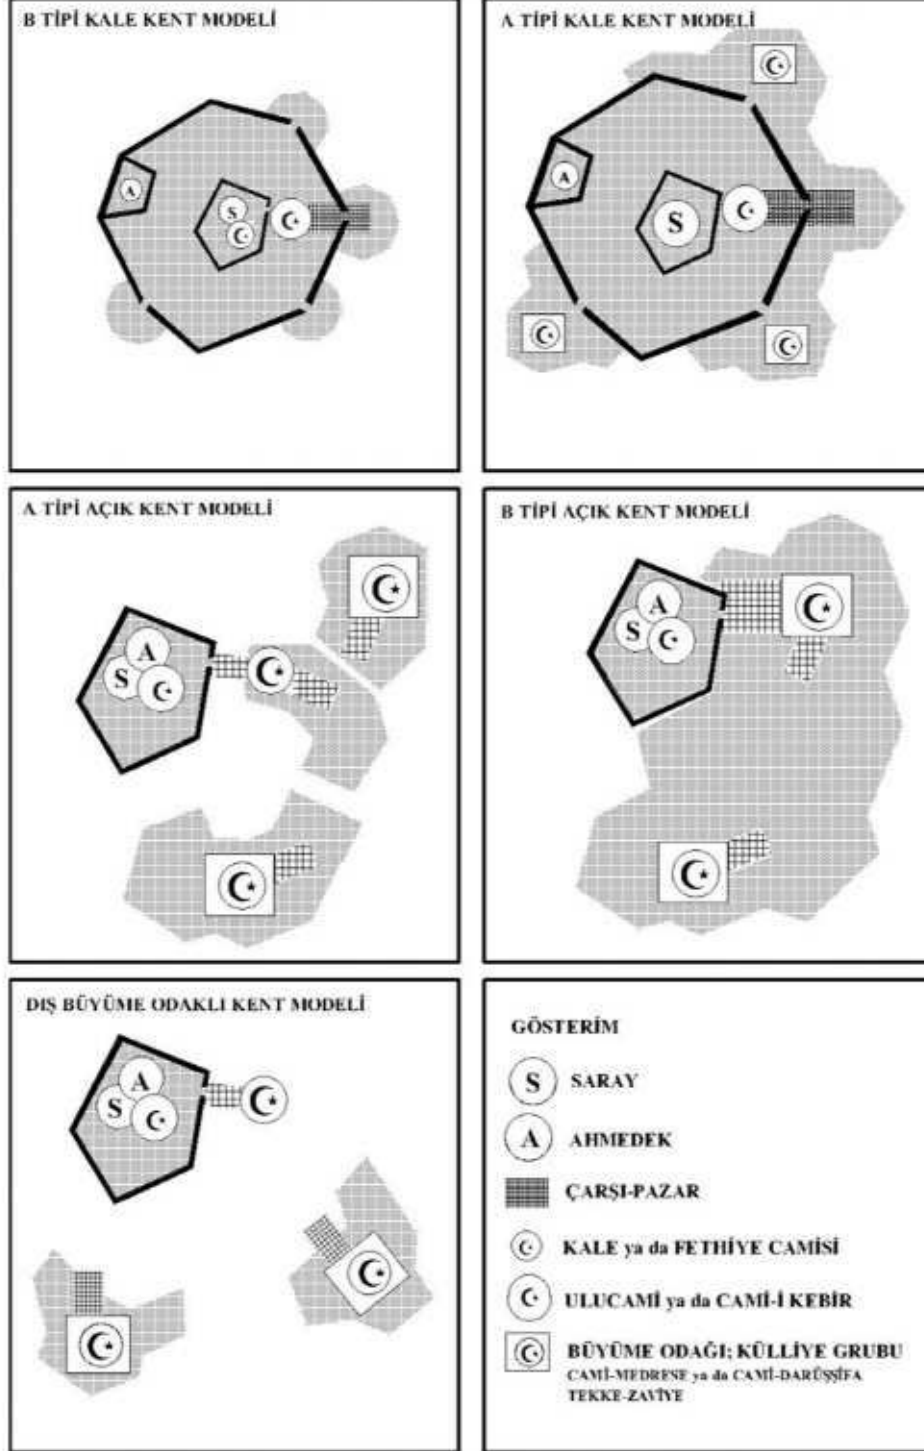 B TİPİ KALE KENT MODELİ
A
S
A TİPİ KALE KENT MODELİ
A
S
A TİPİ AÇIK KENT MODELİ
A
S
B TİPİ AÇIK KENT MODELİ
A
S
DIŞ BÜYÜME ODAKLI KENT MODELİ
A
S
GÖSTERİM
S SARAY
A AHMEDEK
ÇARŞI-PAZAR
KALE ya da FETHİYE CAMİSİ
ULUCAMİ ya da CAMİ-İ KEBİR
BÜYÜME ODAĞI; KÜLLİYE GRUBU
CAMİ-MEDRESE ya da CAMİ-DARÜŞŞİFA
TEKKE-ZAVİYE